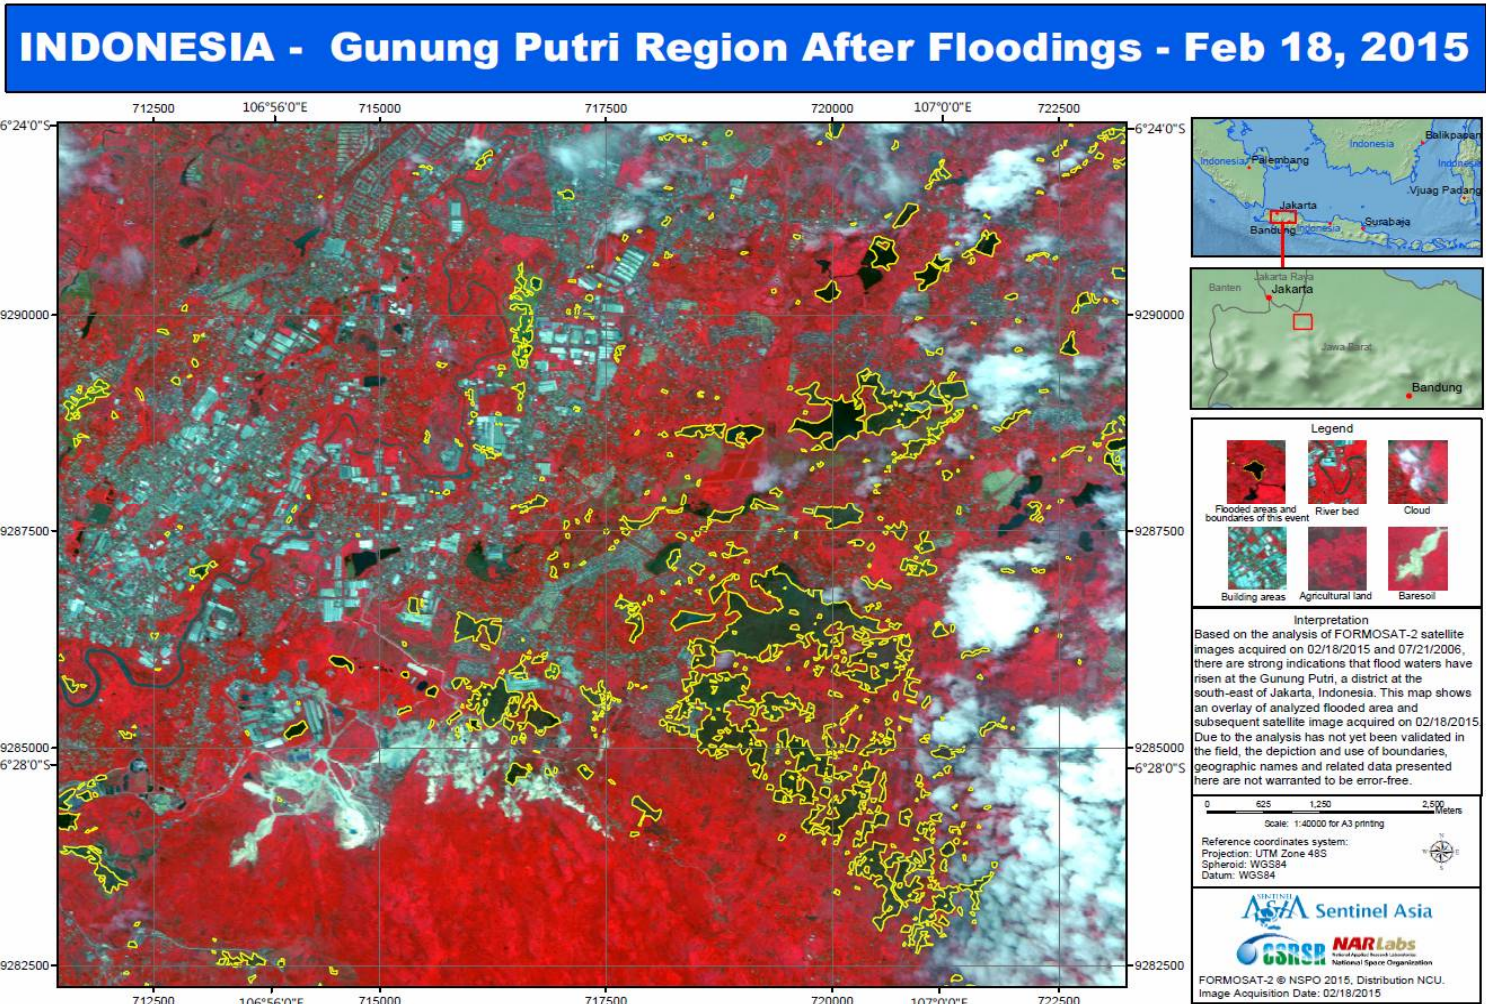 INDONESIA - Gunung Putri Region After Floodings - Feb 18, 2015
712500 106°56'0"E 715000 717500 720000 107°0'0"E 722500
6°24'0"S
6°24'0"S
9290000
9290000
9287500
9287500
9285000
9285000
6°28'0"S
6°28'0"S
9282500
9282500
712500 106°56'0"E 715000 717500 720000 107°0'0"E 722500
Balikpapan
Indonesia
Indonesia
Palembang
Indonesia
Vjuag Padang
Jakarta
Surabaja
Bandung
Indonesia
Jakarta Raya
Banten
Jakarta
Jawa Barat
Bandung
Legend
Flooded areas and
boundaries of this event
River bed
Cloud
Building areas
Agricultural land
Baresoil
Interpretation
Based on the analysis of FORMOSAT-2 satellite
images acquired on 02/18/2015 and 07/21/2006,
there are strong indications that flood waters have
risen at the Gunung Putri, a district at the
south-east of Jakarta, Indonesia. This map shows
an overlay of analyzed flooded area and
subsequent satellite image acquired on 02/18/2015.
Due to the analysis has not yet been validated in
the field, the depiction and use of boundaries,
geographic names and related data presented
here are not warranted to be error-free.
0 625 1,250 2,500
Meters
Scale: 1:40000 for A3 printing
Reference coordinates system:
Projection: UTM Zone 48S
Spheroid: WGS84
Datum: WGS84
N
W E
S
SENTINEL
ASIA Sentinel Asia
CSRSR NARLabs
National Applied Research Laboratories
National Space Organization
FORMOSAT-2 © NSPO 2015, Distribution NCU.
Image Acquisition Date: 02/18/2015